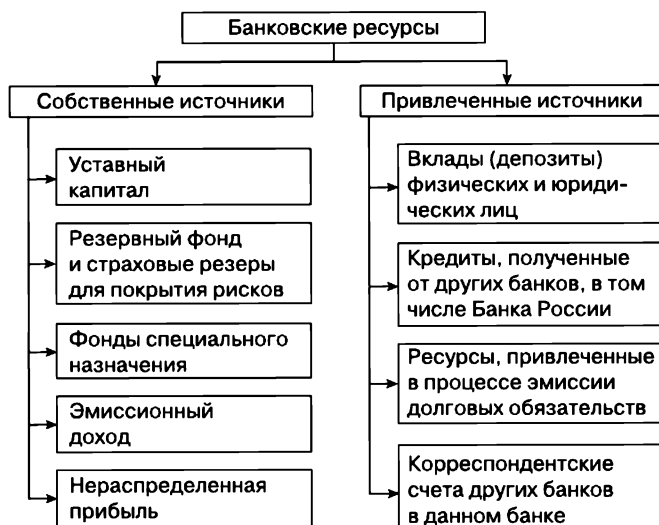 Банковские ресурсы
Собственные источники
Уставный
капитал
Резервный фонд
и страховые резеры
для покрытия рисков
Фонды специального
назначения
Эмиссионный
доход
Нераспределенная
прибыль
Привлеченные источники
Вклады (депозиты)
физических и юриди-
ческих лиц
Кредиты, полученные
от других банков, в том
числе Банка России
Ресурсы, привлеченные
в процессе эмиссии
долговых обязательств
Корреспондентские
счета других банков
в данном банке